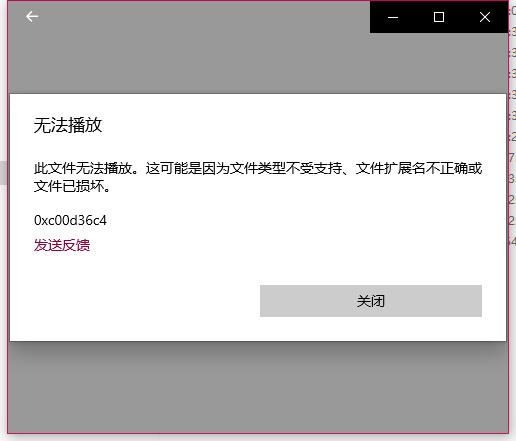 无法播放
此文件无法播放。这可能是因为文件类型不受支持、文件扩展名不正确或
文件已损坏。
0xc00d36c4
发送反馈
关闭